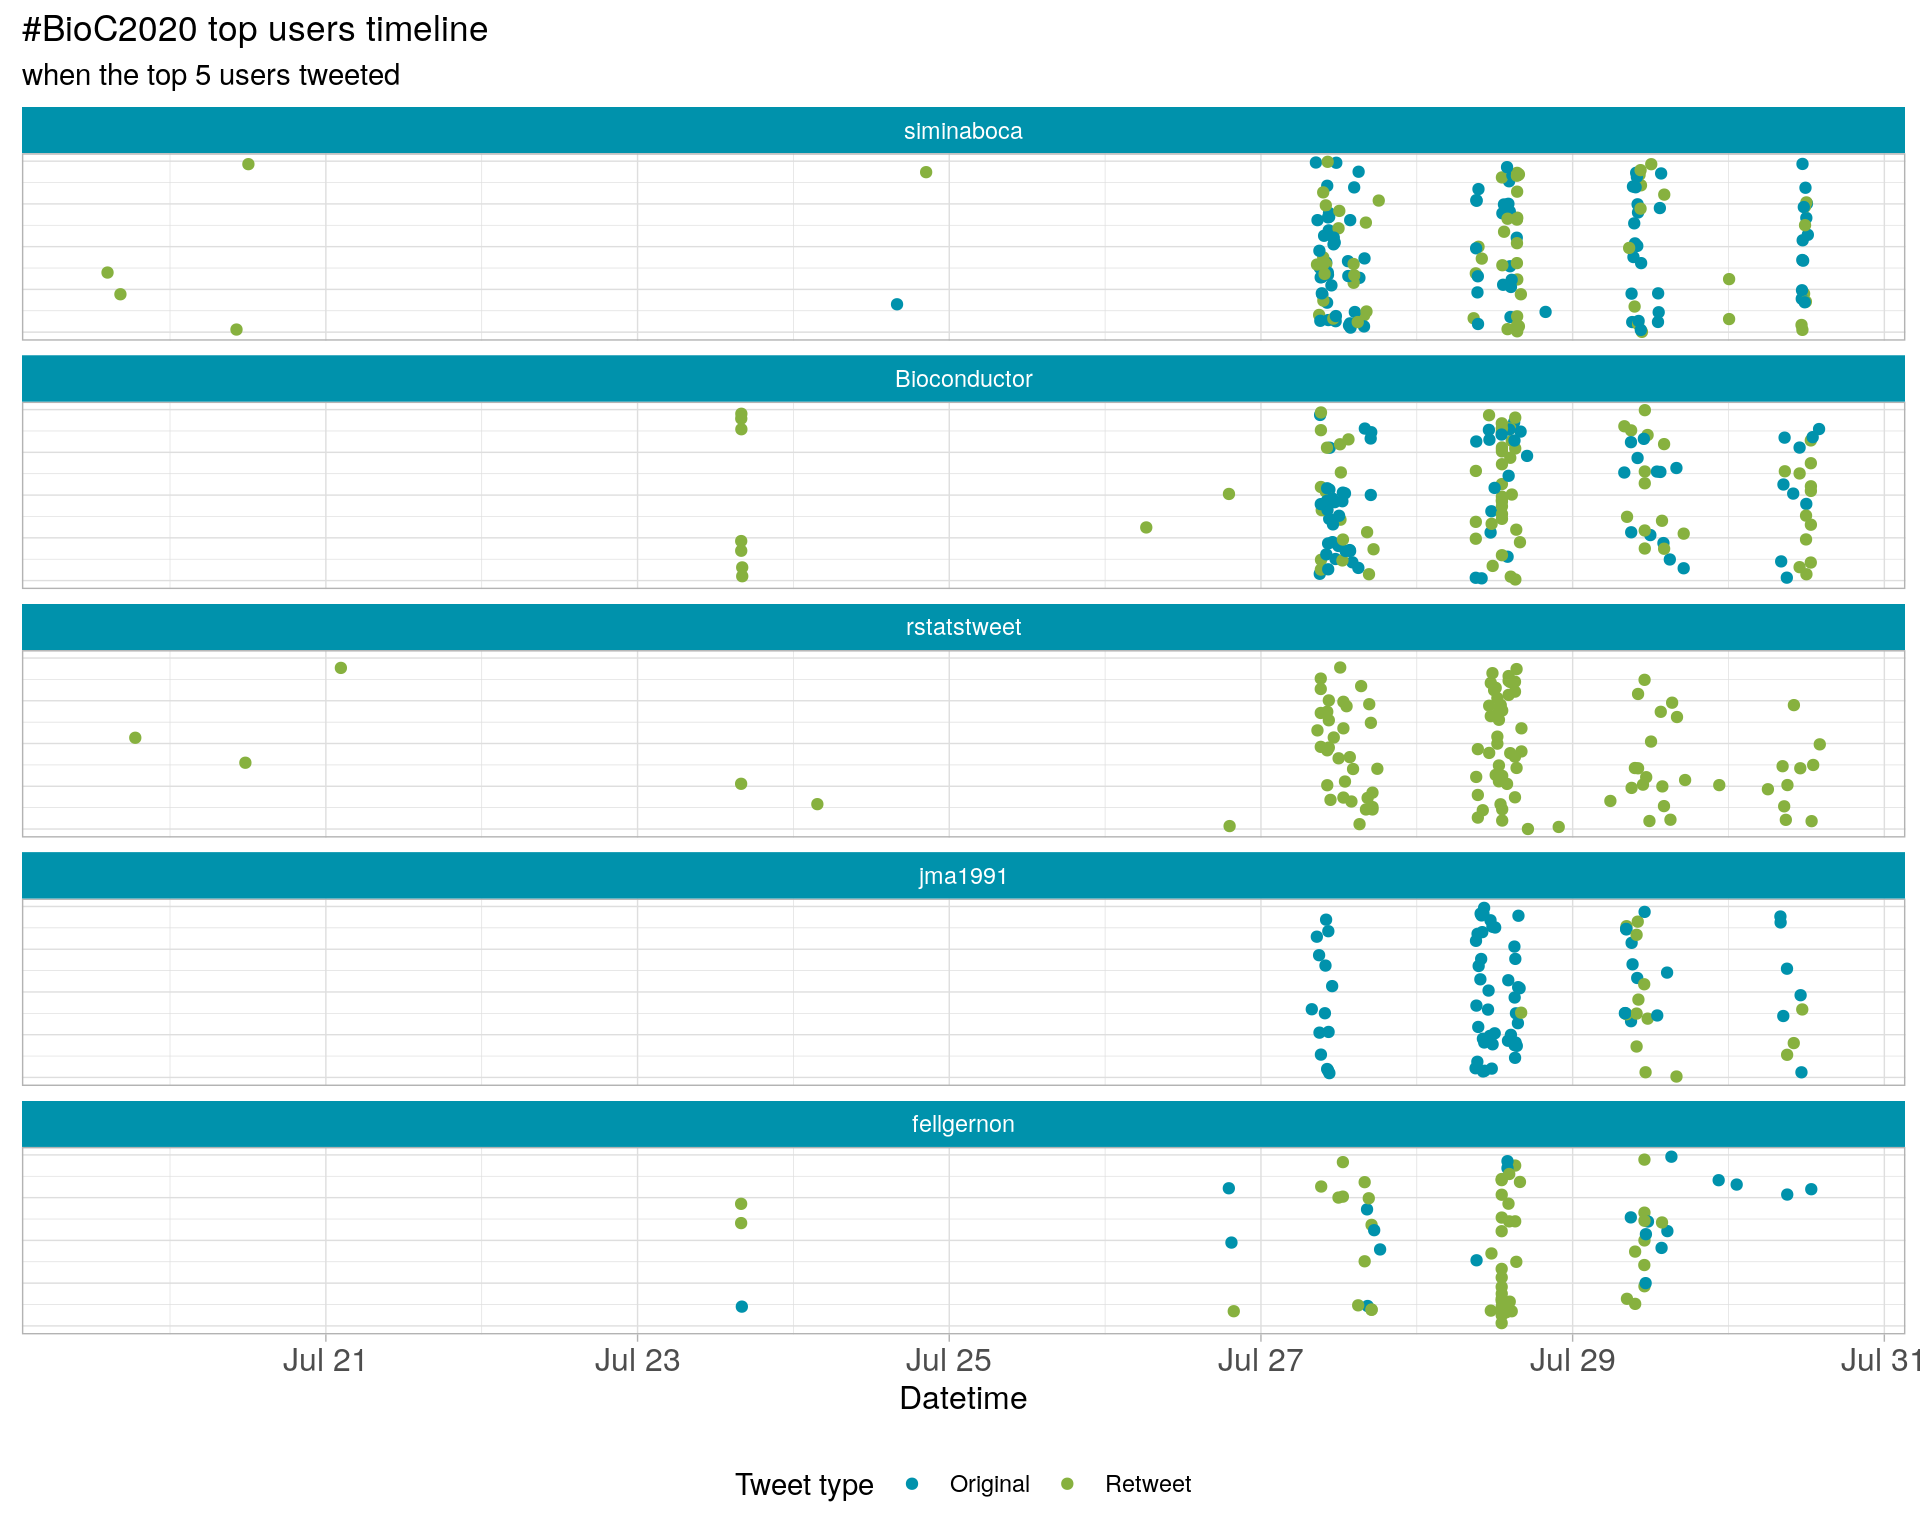 #BioC2020 top users timeline
when the top 5 users tweeted
siminaboca
Bioconductor
rstatstweet
jma1991
fellgernon
Jul 21 Jul 23 Jul 25 Jul 27 Jul 29 Jul 31
Datetime
Tweet type Original Retweet